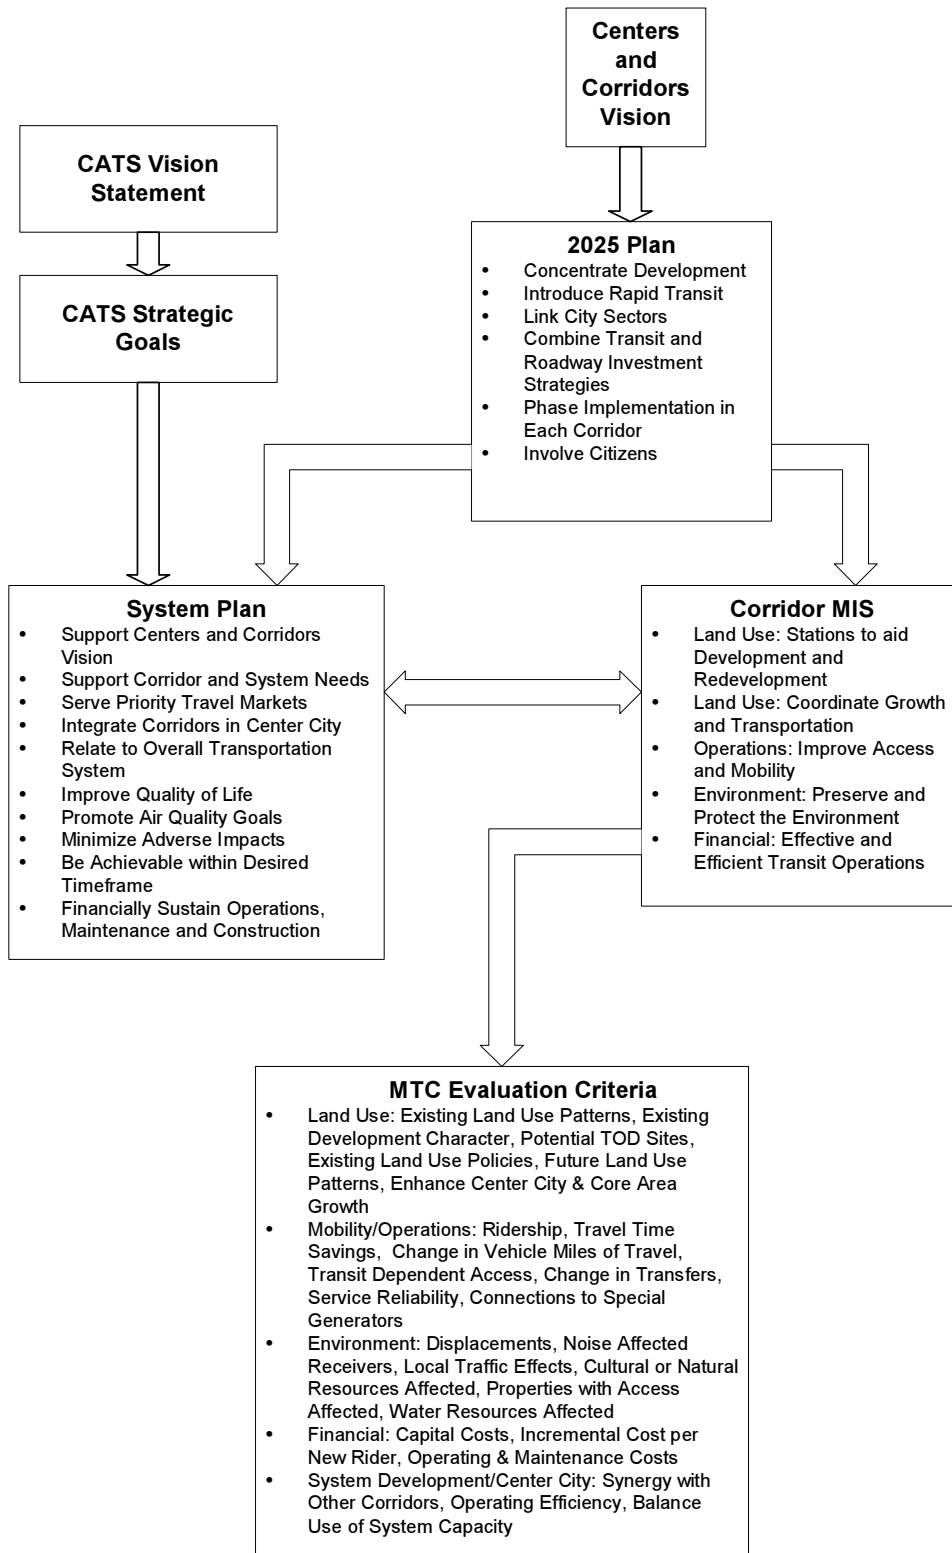 Centers
and
Corridors
Vision
CATS Vision
Statement
CATS Strategic
Goals
2025 Plan
• Concentrate Development
• Introduce Rapid Transit
• Link City Sectors
• Combine Transit and
Roadway Investment
Strategies
• Phase Implementation in
Each Corridor
• Involve Citizens
System Plan
• Support Centers and Corridors
Vision
• Support Corridor and System Needs
• Serve Priority Travel Markets
• Integrate Corridors in Center City
• Relate to Overall Transportation
System
• Improve Quality of Life
• Promote Air Quality Goals
• Minimize Adverse Impacts
• Be Achievable within Desired
Timeframe
• Financially Sustain Operations,
Maintenance and Construction
Corridor MIS
• Land Use: Stations to aid
Development and
Redevelopment
• Land Use: Coordinate Growth
and Transportation
• Operations: Improve Access
and Mobility
• Environment: Preserve and
Protect the Environment
• Financial: Effective and
Efficient Transit Operations
MTC Evaluation Criteria
• Land Use: Existing Land Use Patterns, Existing
Development Character, Potential TOD Sites,
Existing Land Use Policies, Future Land Use
Patterns, Enhance Center City & Core Area
Growth
• Mobility/Operations: Ridership, Travel Time
Savings, Change in Vehicle Miles of Travel,
Transit Dependent Access, Change in Transfers,
Service Reliability, Connections to Special
Generators
• Environment: Displacements, Noise Affected
Receivers, Local Traffic Effects, Cultural or Natural
Resources Affected, Properties with Access
Affected, Water Resources Affected
• Financial: Capital Costs, Incremental Cost per
New Rider, Operating & Maintenance Costs
• System Development/Center City: Synergy with
Other Corridors, Operating Efficiency, Balance
Use of System Capacity